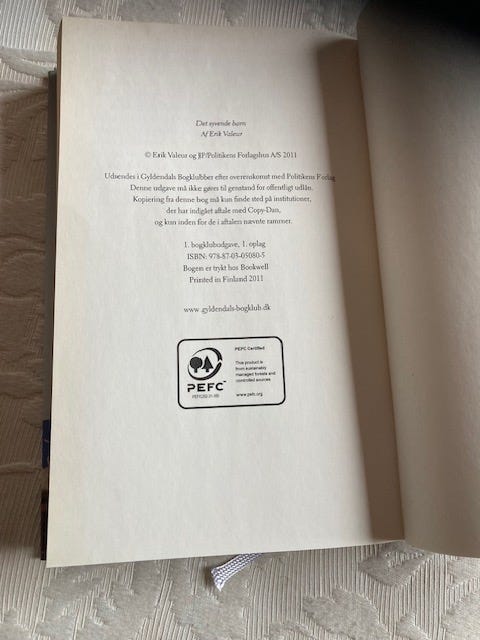 Det syvende barn
Af Erik Valeur
© Erik Valeur og JP/Politikens Forlagshus A/S 2011
Udsendes i Gyldendals Bogklubber efter overenskomst med Politikens Forlag
Denne udgave må ikke gøres til genstand for offentligt udlån.
Kopiering fra denne bog må kun finde sted på institutioner,
der har indgået aftale med Copy-Dan,
og kun inden for de i aftalen nævnte rammer.
1. bogklubudgave, 1. oplag
ISBN: 978-87-03-05080-5
Bogen er trykt hos Bookwell
Printed in Finland 2011
www.gyldendals-bogklub.dk
PEFC Certified
This product is
from sustainably
managed forests and
controlled sources
www.pefc.org
PEFC™